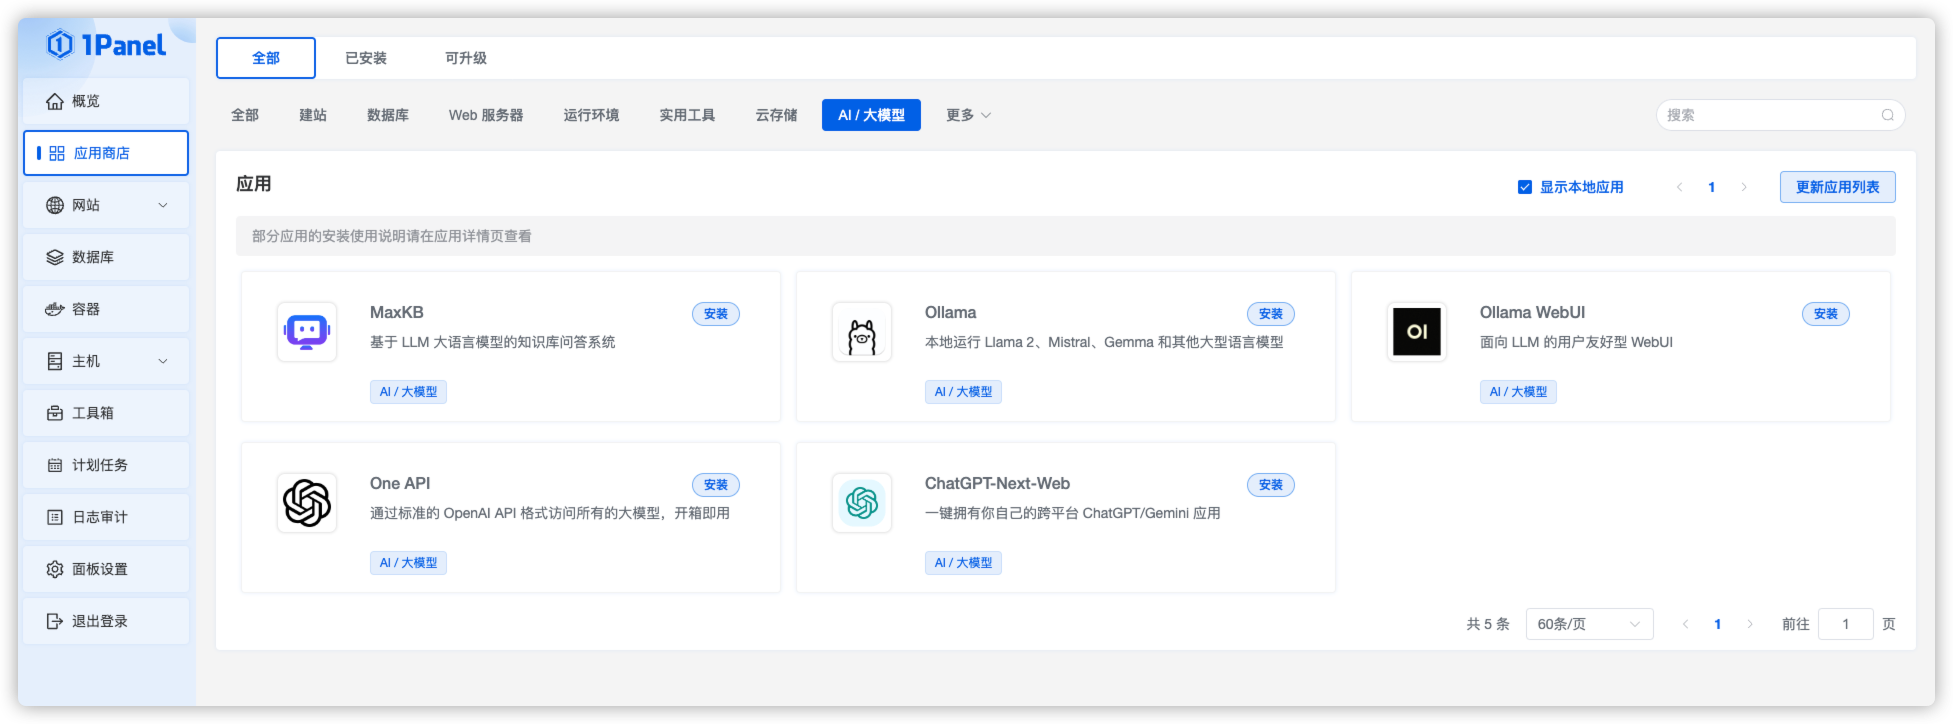 1Panel
概览
应用商店
网站
数据库
容器
主机
工具箱
计划任务
日志审计
面板设置
退出登录
全部 已安装 可升级
全部 建站 数据库 Web 服务器 运行环境 实用工具 云存储 AI / 大模型 更多
搜索
应用
显示本地应用 1 更新应用列表
部分应用的安装使用说明请在应用详情页查看
MaxKB 安装
基于 LLM 大语言模型的知识库问答系统
AI / 大模型
Ollama 安装
本地运行 Llama 2、Mistral、Gemma 和其他大型语言模型
AI / 大模型
OI
Ollama WebUI 安装
面向 LLM 的用户友好型 WebUI
AI / 大模型
One API 安装
通过标准的 OpenAI API 格式访问所有的大模型，开箱即用
AI / 大模型
ChatGPT-Next-Web 安装
一键拥有你自己的跨平台 ChatGPT/Gemini 应用
AI / 大模型
共 5 条 60条/页 1 前往 1 页